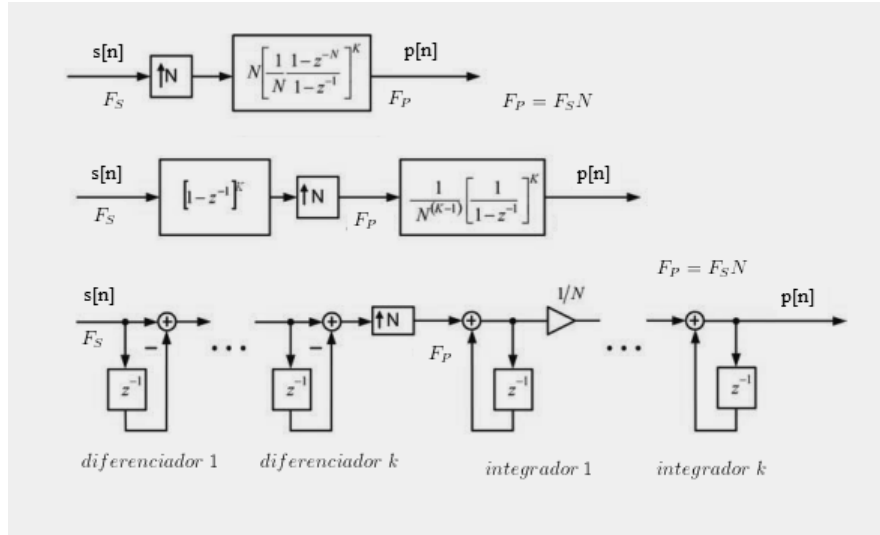 s[n] p[n]
↑N N[1/N (1−z^−N)/(1−z^−1)]^K
F_S F_P F_P = F_S N
s[n] p[n]
[1−z^−1]^K ↑N 1/N^(K−1) [1/(1−z^−1)]^K
F_S F_P
F_P = F_S N
s[n] 1/N p[n]
+ ... + ↑N + ... +
F_S − − F_P
z^−1 z^−1 z^−1 z^−1
diferenciador 1 diferenciador k integrador 1 integrador k